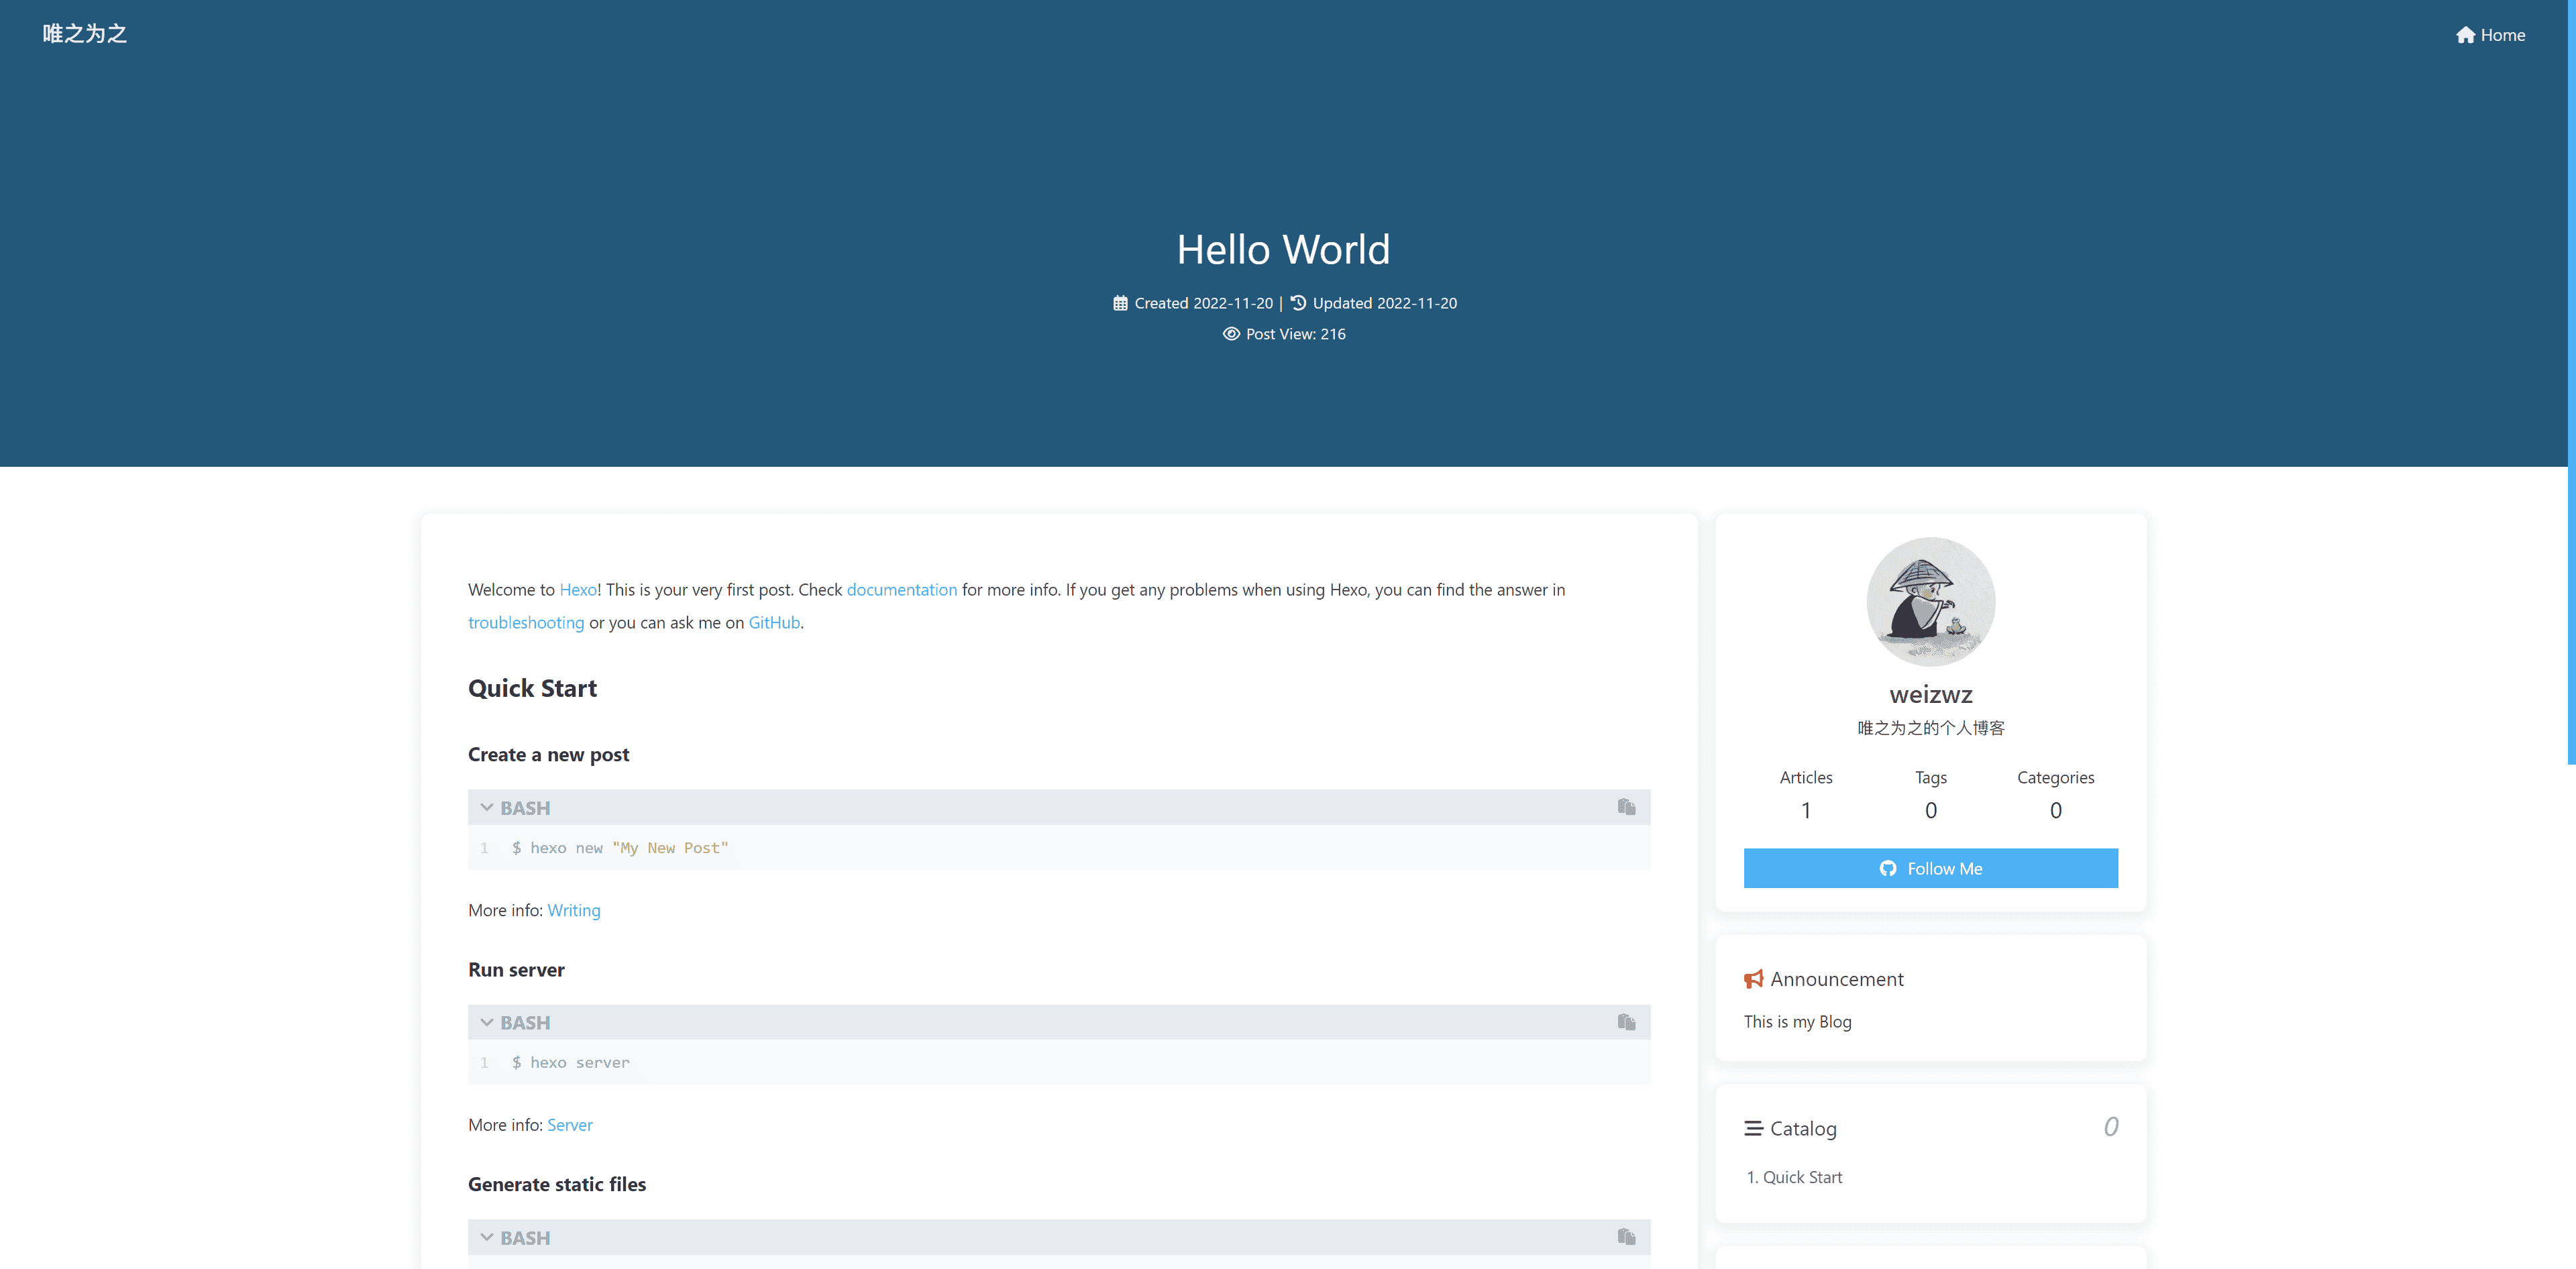 唯之为之
Home
Hello World
Created 2022-11-20 | Updated 2022-11-20
Post View: 216
Welcome to Hexo! This is your very first post. Check documentation for more info. If you get any problems when using Hexo, you can find the answer in
troubleshooting or you can ask me on GitHub.
Quick Start
Create a new post
BASH
1 $ hexo new "My New Post"
More info: Writing
Run server
BASH
1 $ hexo server
More info: Server
Generate static files
BASH
weizwz
唯之为之的个人博客
Articles Tags Categories
1 0 0
Follow Me
Announcement
This is my Blog
Catalog 0
1. Quick Start